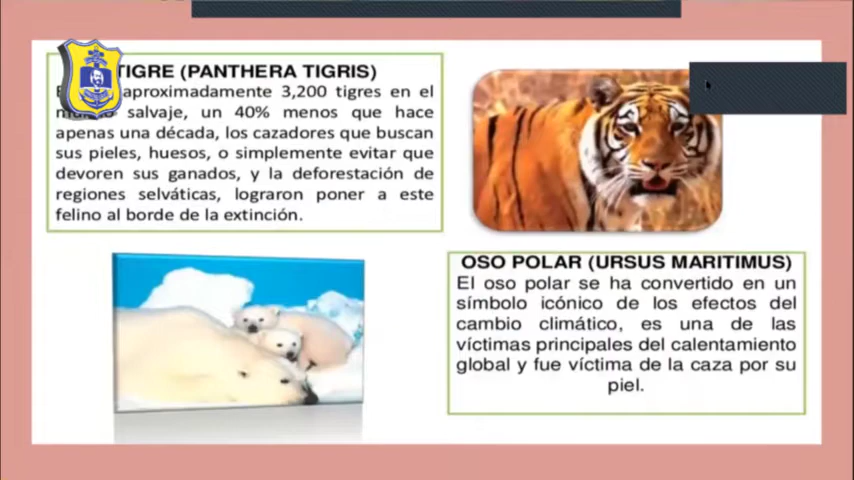 TIGRE (PANTHERA TIGRIS)
aproximadamente 3,200 tigres en el
salvaje, un 40% menos que hace
apenas una década, los cazadores que buscan
sus pieles, huesos, o simplemente evitar que
devoren sus ganados, y la deforestación de
regiones selváticas, lograron poner a este
felino al borde de la extinción.
OSO POLAR (URSUS MARITIMUS)
El oso polar se ha convertido en un
símbolo icónico de los efectos del
cambio climático, es una de las
víctimas principales del calentamiento
global y fue víctima de la caza por su
piel.